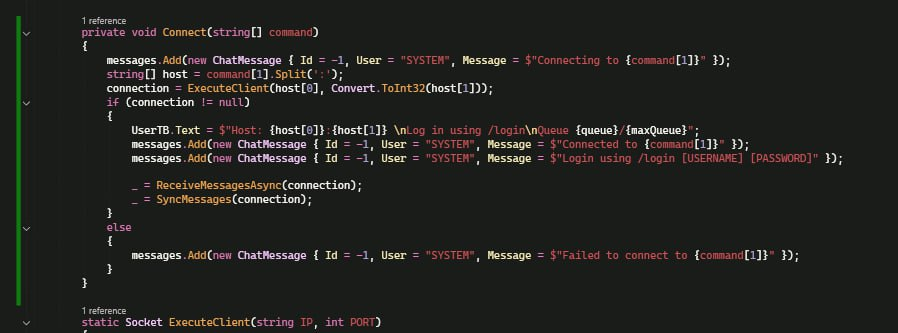 1 reference
private void Connect(string[] command)
{
messages.Add(new ChatMessage { Id = -1, User = "SYSTEM", Message = $"Connecting to {command[1]}" });
string[] host = command[1].Split(':');
connection = ExecuteClient(host[0], Convert.ToInt32(host[1]));
if (connection != null)
{
UserTB.Text = $"Host: {host[0]}:{host[1]} \nLog in using /login\nQueue {queue}/{maxQueue}";
messages.Add(new ChatMessage { Id = -1, User = "SYSTEM", Message = $"Connected to {command[1]}" });
messages.Add(new ChatMessage { Id = -1, User = "SYSTEM", Message = $"Login using /login [USERNAME] [PASSWORD]" });
_ = ReceiveMessagesAsync(connection);
_ = SyncMessages(connection);
}
else
{
messages.Add(new ChatMessage { Id = -1, User = "SYSTEM", Message = $"Failed to connect to {command[1]}" });
}
}
1 reference
static Socket ExecuteClient(string IP, int PORT)
{